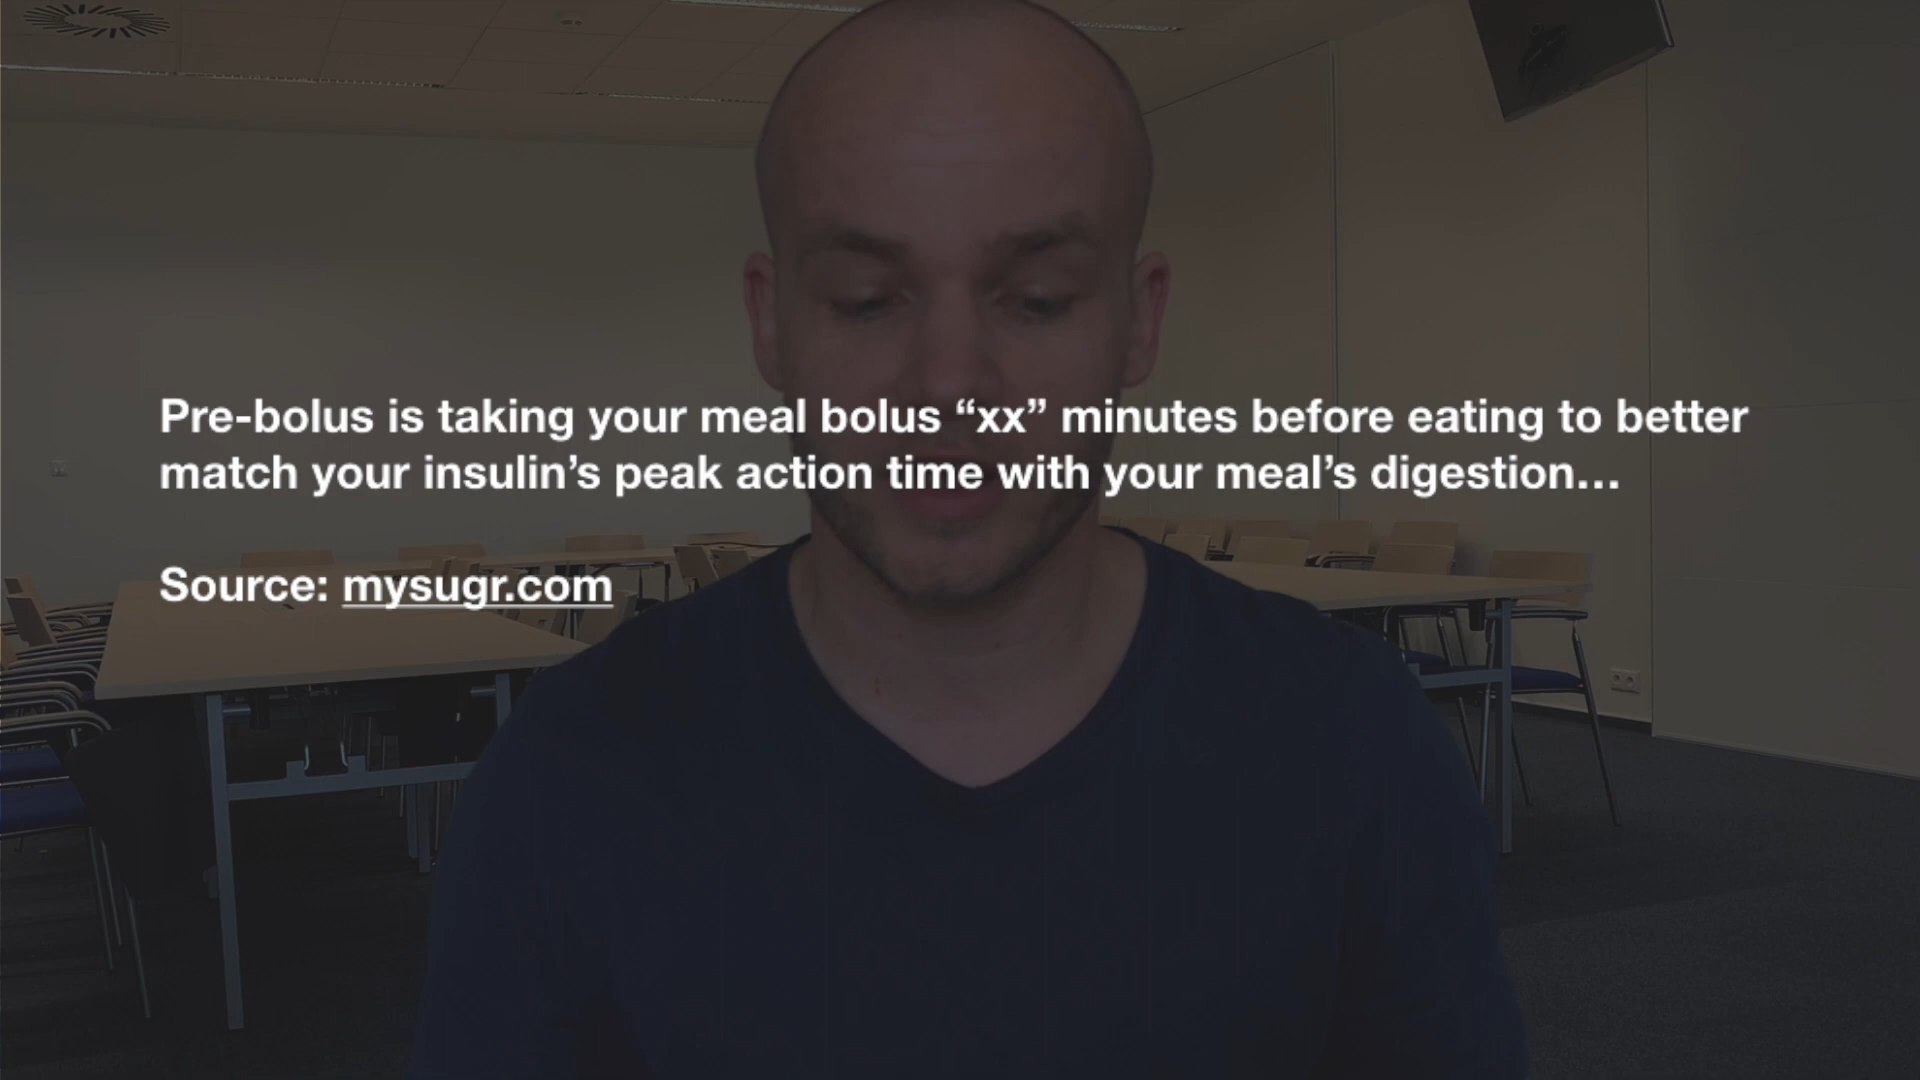 Pre-bolus is taking your meal bolus “xx” minutes before eating to better
match your insulin’s peak action time with your meal’s digestion…
Source: mysugr.com